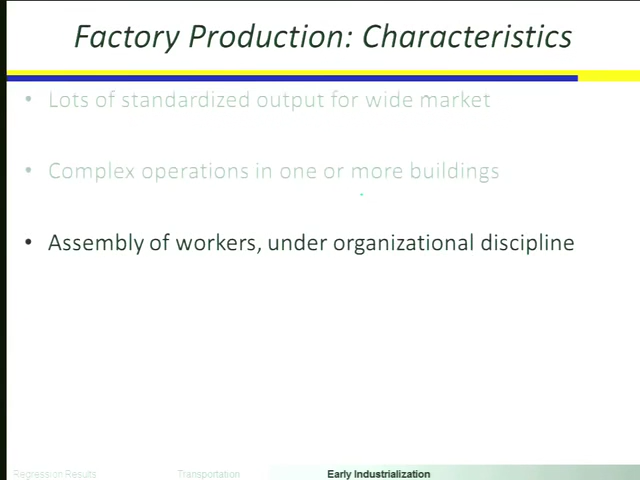 Factory Production: Characteristics
• Lots of standardized output for wide market
• Complex operations in one or more buildings
• Assembly of workers, under organizational discipline
Regression Results Transportation Early Industrialization